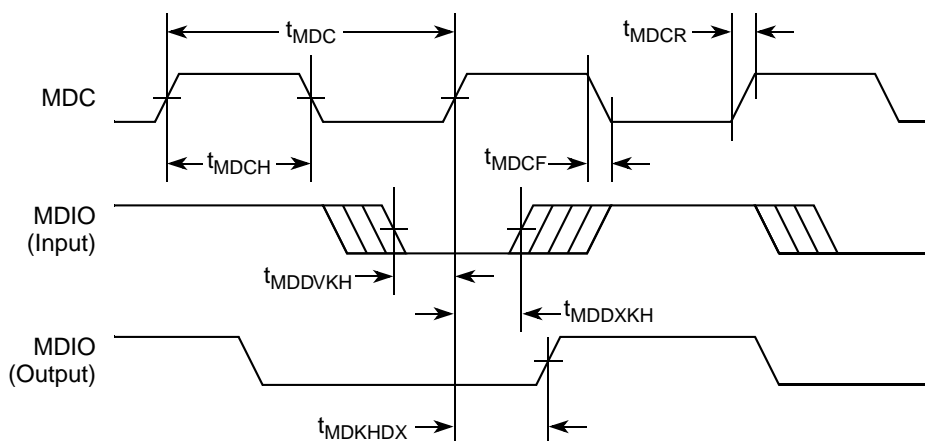 tMDC
tMDCR
MDC
tMDCH
tMDCF
MDIO
(Input)
tMDDVKH
tMDDXKH
MDIO
(Output)
tMDKHDX